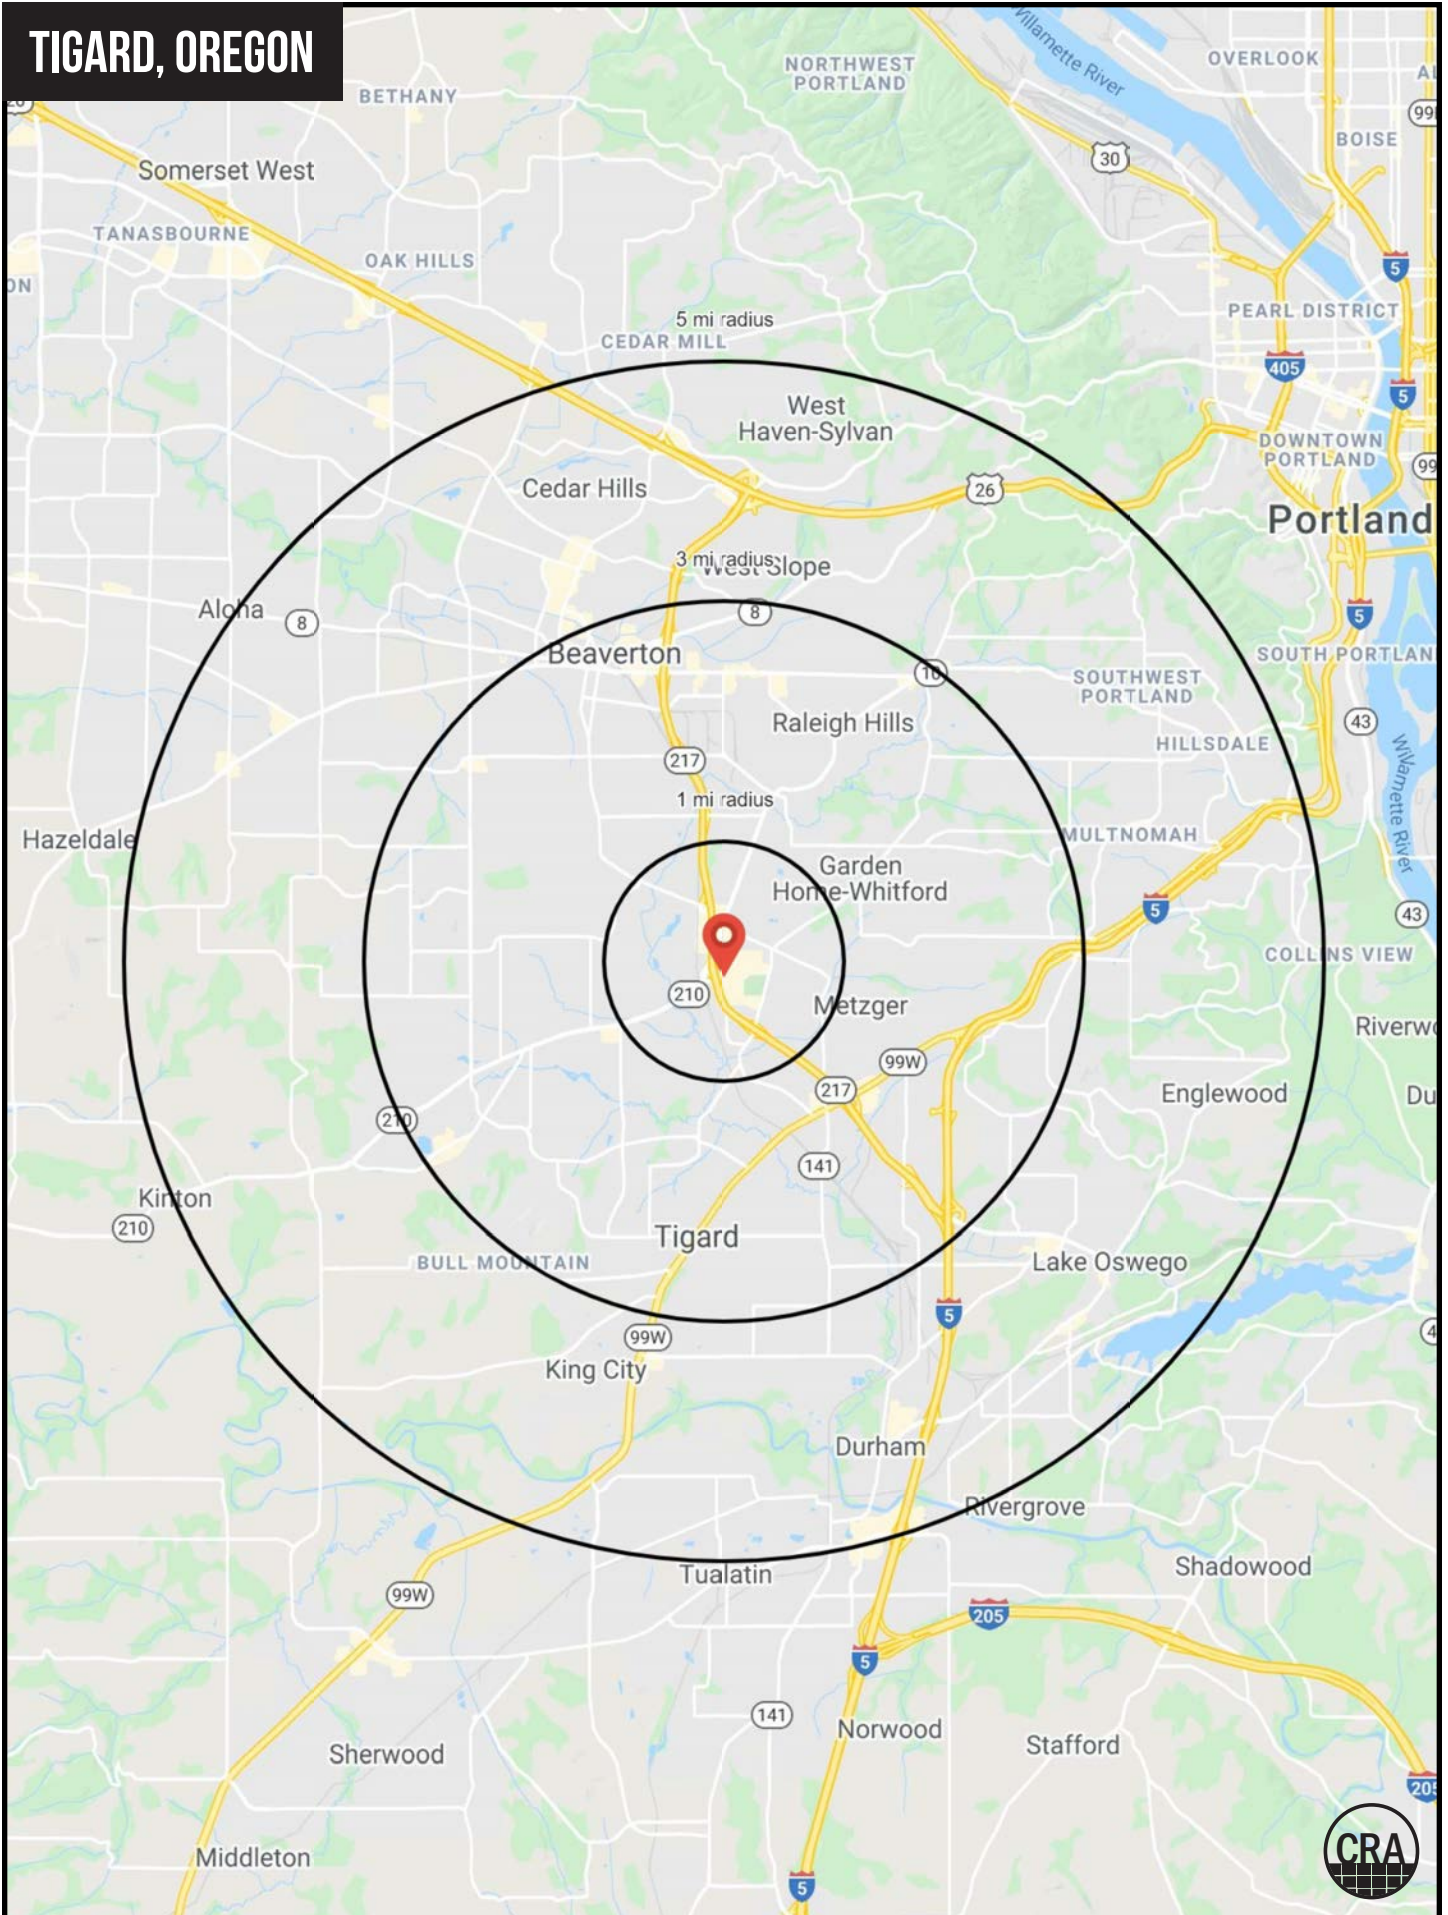 TIGARD, OREGON
BETHANY
NORTHWEST
PORTLAND
Willamette River
OVERLOOK
BOISE
30
Somerset West
TANASBOURNE
OAK HILLS
5
PEARL DISTRICT
5 mi radius
CEDAR MILL
405
5
West
Haven-Sylvan
DOWNTOWN
PORTLAND
Cedar Hills
26
Portland
3 mi radius
West Slope
Aloha
8
8
5
Beaverton
10
SOUTHWEST
PORTLAND
SOUTH PORTLAN
Raleigh Hills
43
HILLSDALE
217
1 mi radius
Willamette River
Hazeldale
MULTNOMAH
Garden
Home-Whitford
5
43
COLLINS VIEW
210
Metzger
Riverwo
99W
217
Englewood
Du
210
141
Kinton
210
Tigard
BULL MOUNTAIN
Lake Oswego
5
99W
King City
Durham
Rivergrove
Tualatin
Shadowood
99W
205
5
141
Norwood
Stafford
Sherwood
205
Middleton
CRA
5